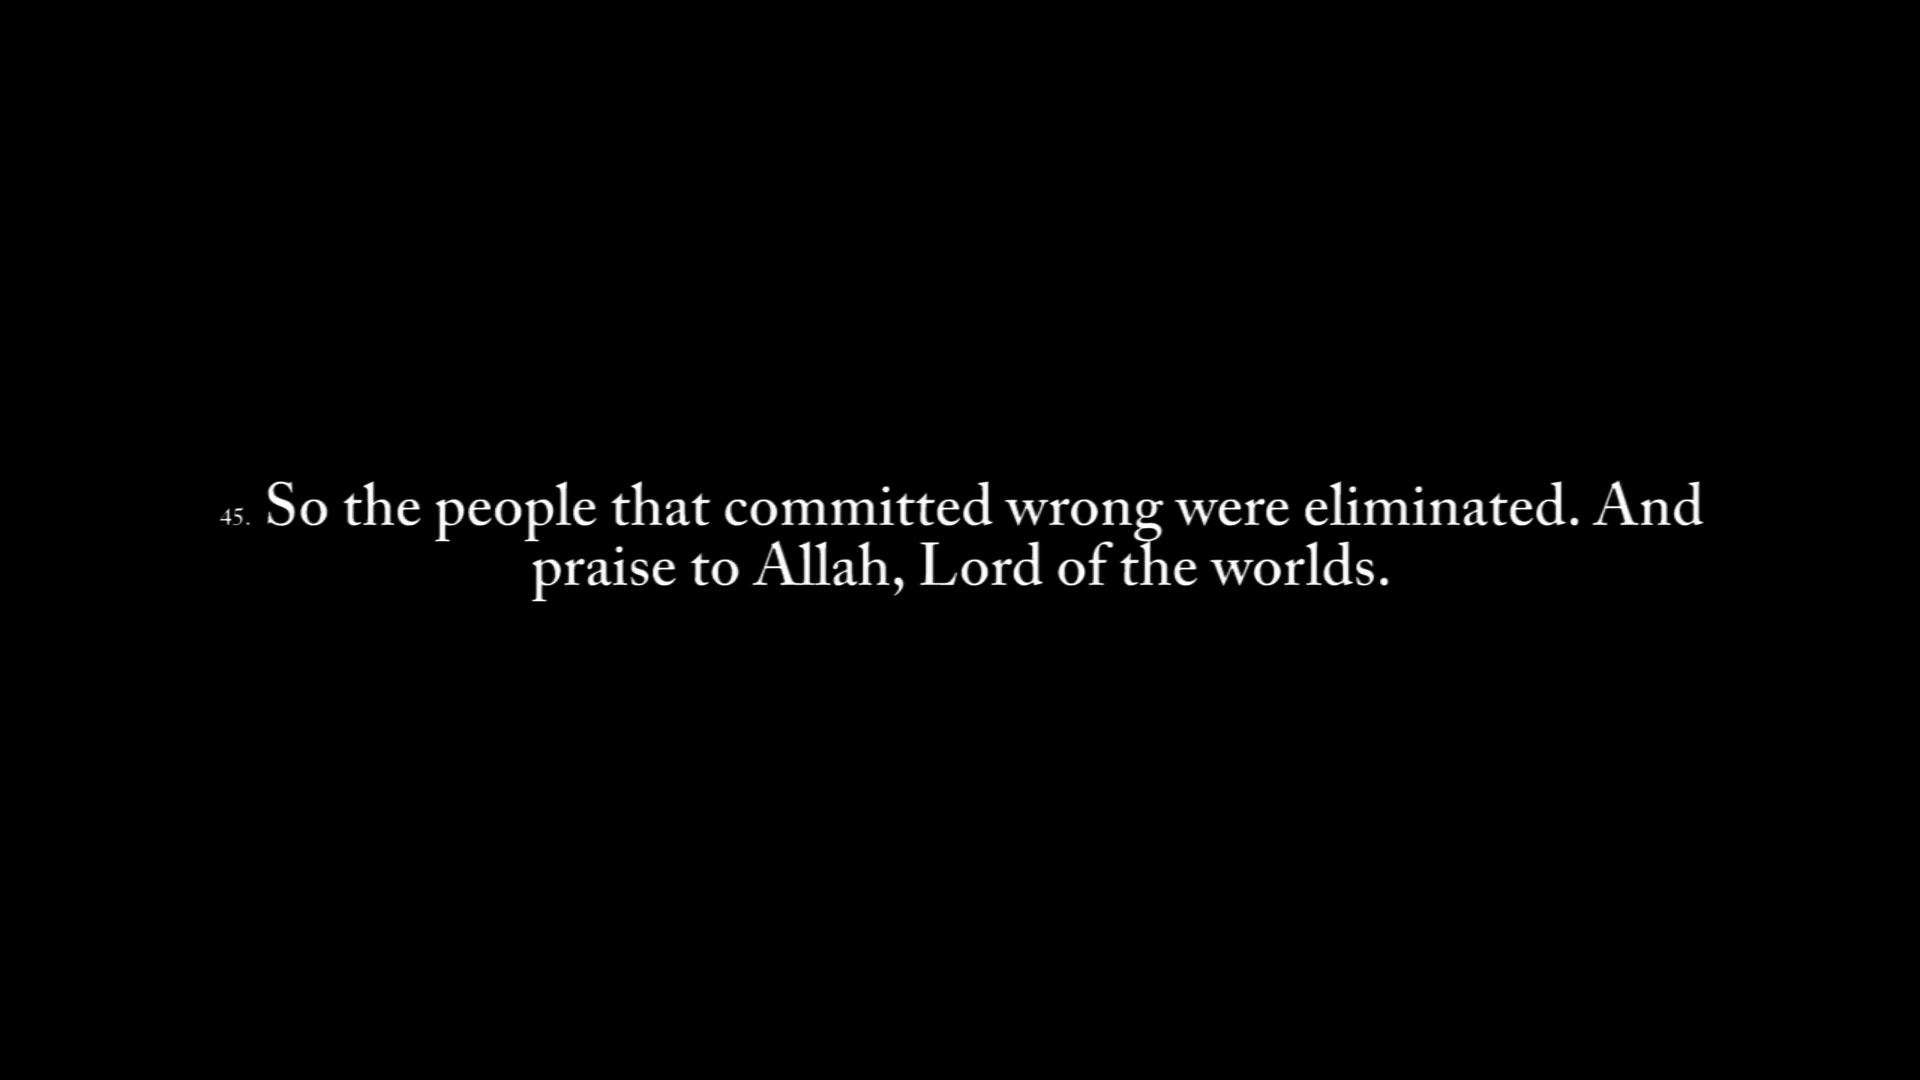 45. So the people that committed wrong were eliminated. And
praise to Allah, Lord of the worlds.